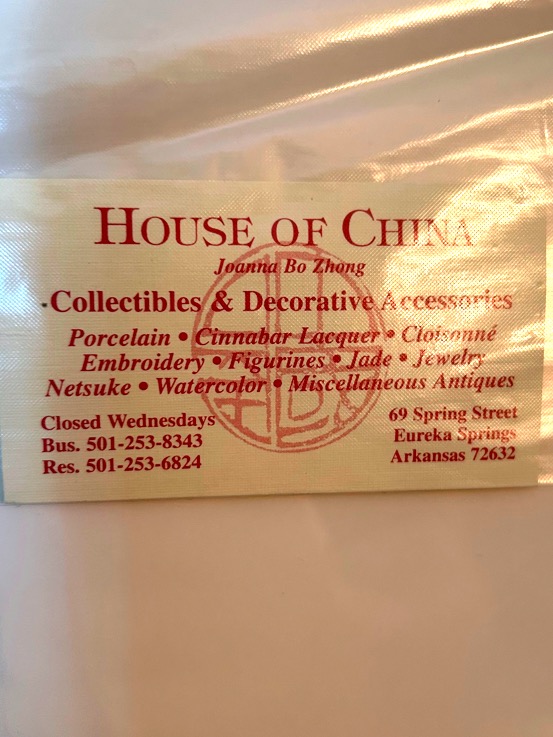 HOUSE OF CHINA
Joanna Bo Zhong
Collectibles & Decorative Accessories
Porcelain • Cinnabar Lacquer • Cloisonné
Embroidery • Figurines • Jade • Jewelry
Netsuke • Watercolor • Miscellaneous Antiques
Closed Wednesdays
Bus. 501-253-8343
Res. 501-253-6824
69 Spring Street
Eureka Springs
Arkansas 72632